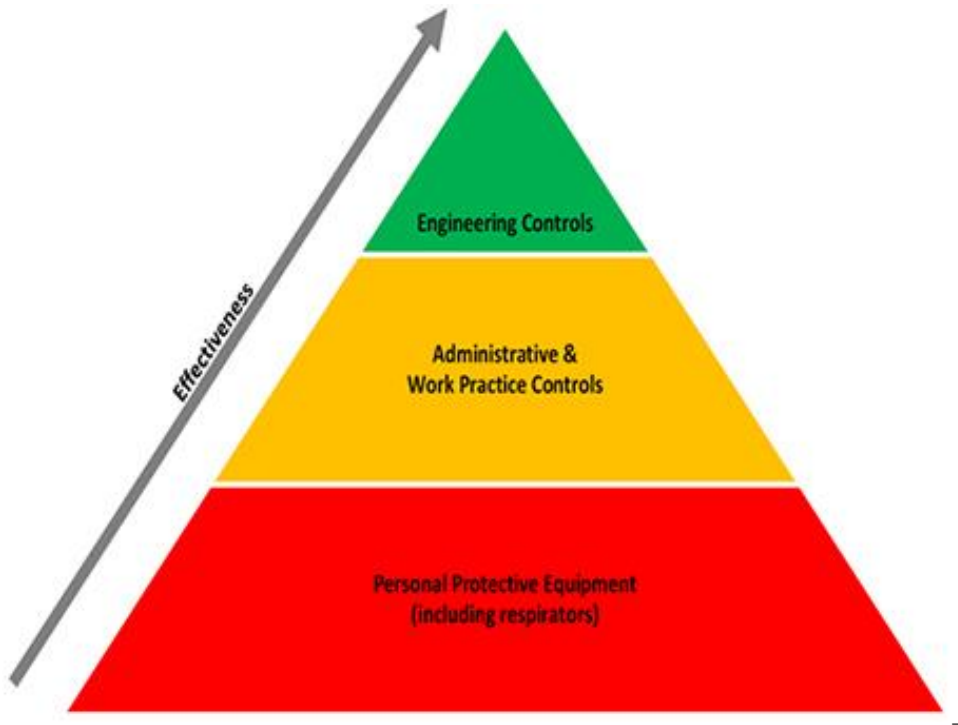 Effectiveness
Engineering Controls
Administrative &
Work Practice Controls
Personal Protective Equipment
(including respirators)